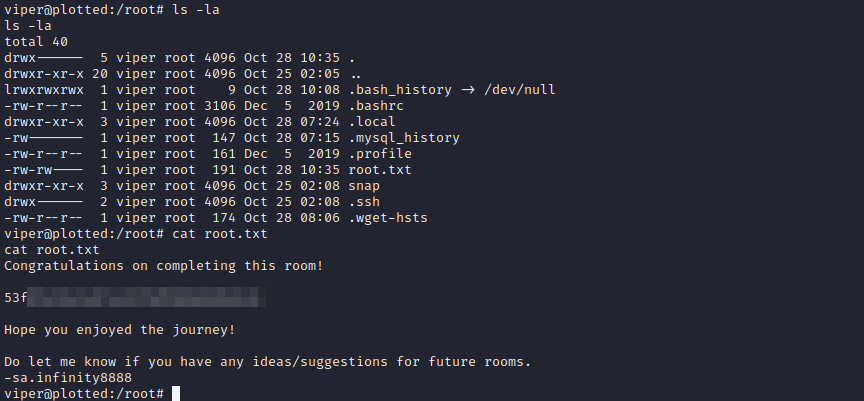 viper@plotted:/root# ls -la
ls -la
total 40
drwx------  5 viper root 4096 Oct 28 10:35 .
drwxr-xr-x 20 viper root 4096 Oct 25 02:05 ..
lrwxrwxrwx  1 viper root    9 Oct 28 10:08 .bash_history -> /dev/null
-rw-r--r--  1 viper root 3106 Dec  5  2019 .bashrc
drwxr-xr-x  3 viper root 4096 Oct 28 07:24 .local
-rw-------  1 viper root  147 Oct 28 07:15 .mysql_history
-rw-r--r--  1 viper root  161 Dec  5  2019 .profile
-rw-rw----  1 viper root  191 Oct 28 10:35 root.txt
drwxr-xr-x  3 viper root 4096 Oct 25 02:08 snap
drwx------  2 viper root 4096 Oct 25 02:08 .ssh
-rw-r--r--  1 viper root  174 Oct 28 08:06 .wget-hsts
viper@plotted:/root# cat root.txt
cat root.txt
Congratulations on completing this room!
53f
Hope you enjoyed the journey!
Do let me know if you have any ideas/suggestions for future rooms.
-sa.infinity8888
viper@plotted:/root#